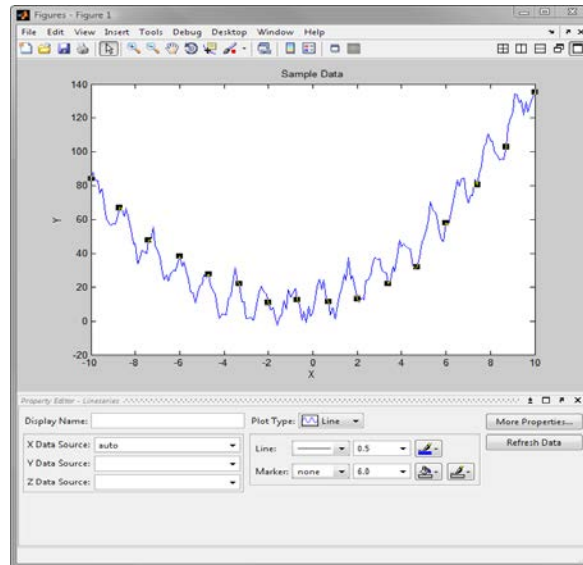 Figures - Figure 1
File Edit View Insert Tools Debug Desktop Window Help
Sample Data
140
120
100
80
60
40
20
0
-20
Y
-10 -8 -6 -4 -2 0 2 4 6 8 10
X
Property Editor - Lineseries
Display Name:
Plot Type: Line
More Properties...
X Data Source: auto
Line: 0.5
Refresh Data
Y Data Source:
Marker: none 6.0
Z Data Source: